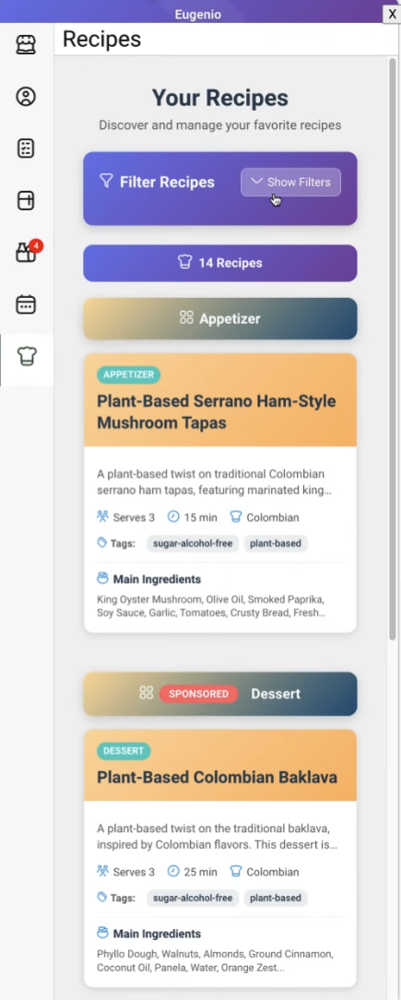 Eugenio
X
Recipes
4
Your Recipes
Discover and manage your favorite recipes
Filter Recipes
Show Filters
14 Recipes
Appetizer
APPETIZER
Plant-Based Serrano Ham-Style
Mushroom Tapas
A plant-based twist on traditional Colombian
serrano ham tapas, featuring marinated king...
Serves 3 15 min Colombian
Tags: sugar-alcohol-free plant-based
Main Ingredients
King Oyster Mushroom, Olive Oil, Smoked Paprika,
Soy Sauce, Garlic, Tomatoes, Crusty Bread, Fresh...
SPONSORED Dessert
DESSERT
Plant-Based Colombian Baklava
A plant-based twist on the traditional baklava,
inspired by Colombian flavors. This dessert is...
Serves 3 25 min Colombian
Tags: sugar-alcohol-free plant-based
Main Ingredients
Phyllo Dough, Walnuts, Almonds, Ground Cinnamon,
Coconut Oil, Panela, Water, Orange Zest...